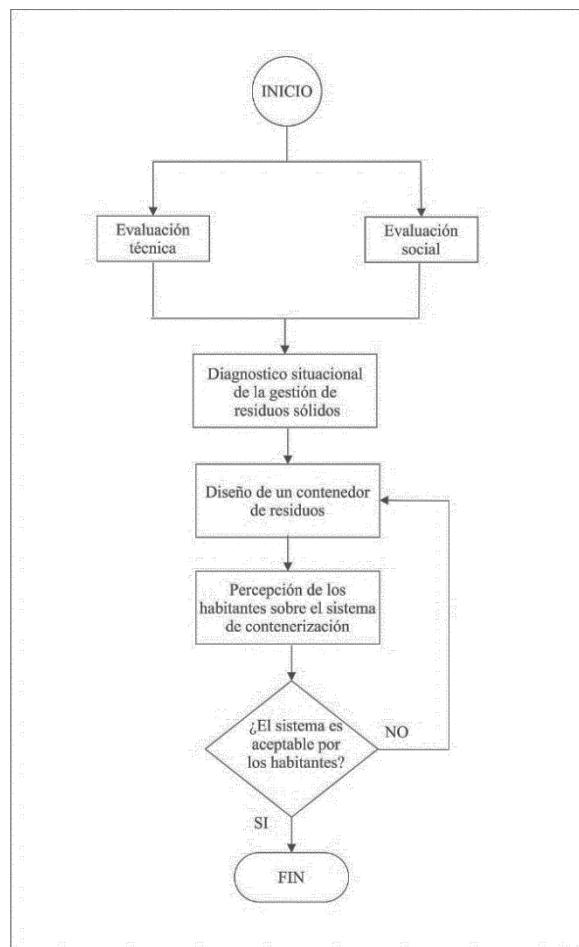 INICIO
Evaluación
técnica
Evaluación
social
Diagnostico situacional
de la gestión de
residuos sólidos
Diseño de un contenedor
de residuos
Percepción de los
habitantes sobre el sistema
de contenerización
¿El sistema es
aceptable por
los habitantes?
NO
SI
FIN